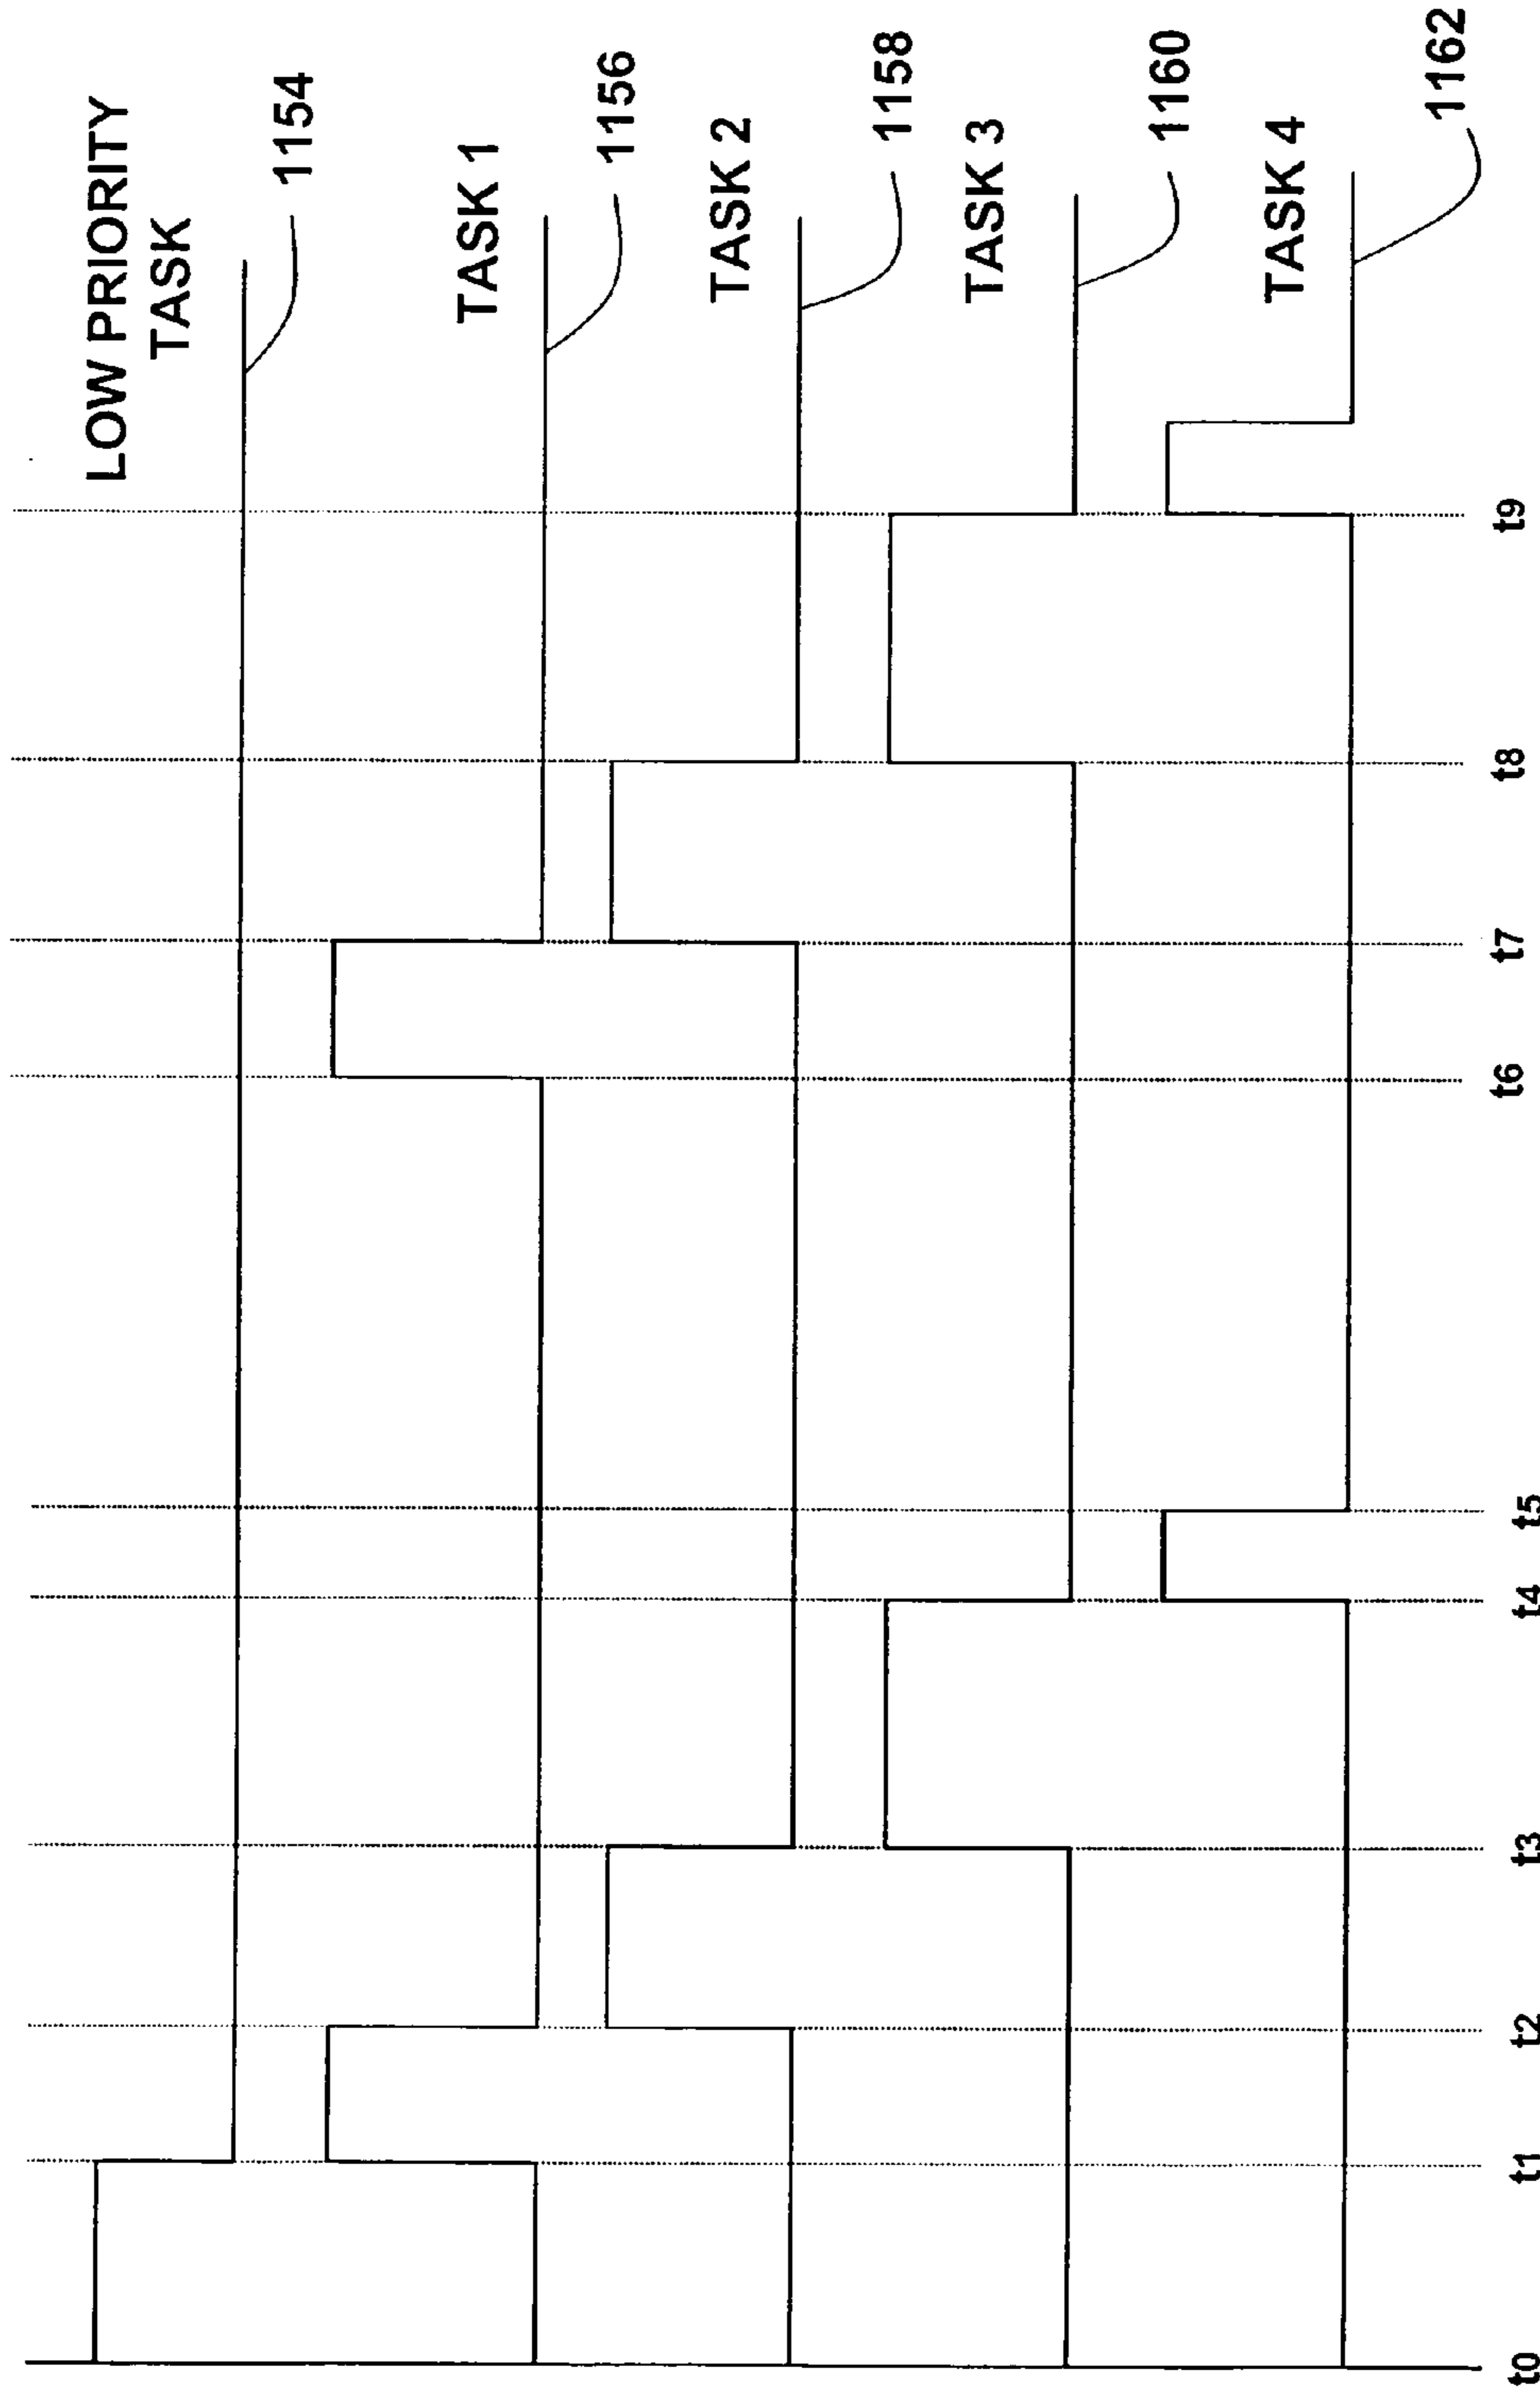 LOW PRIORITY
TASK
1154
TASK 1
1156
TASK 2
1158
TASK 3
1160
TASK 4
1162
t0
t1
t2
t3
t4
t5
t6
t7
t8
t9